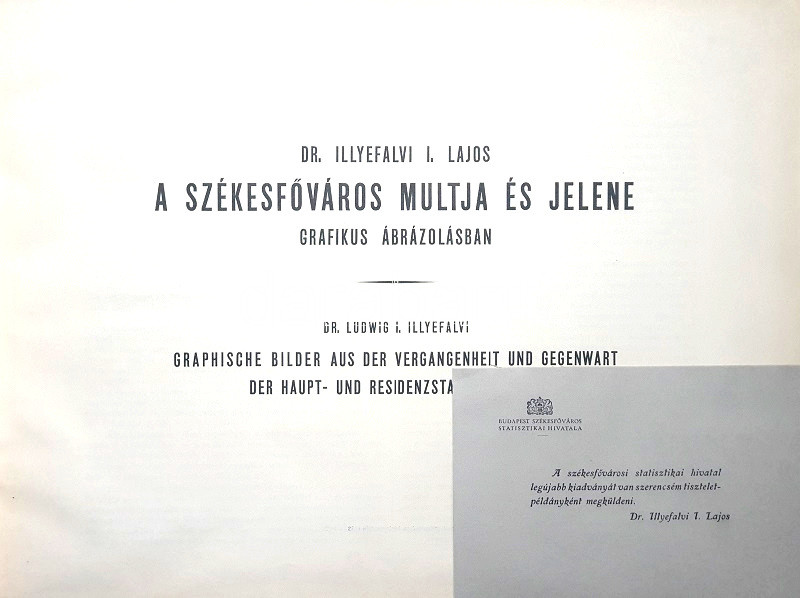 DR. ILLYEFALVI I. LAJOS
A SZÉKESFŐVÁROS MULTJA ÉS JELENE
GRAFIKUS ÁBRÁZOLÁSBAN
DR. LUDWIG I. ILLYEFALVI
GRAPHISCHE BILDER AUS DER VERGANGENHEIT UND GEGENWART
DER HAUPT- UND
BUDAPEST SZÉKESFŐVÁROS
STATISZTIKAI HIVATALA
A székesfővárosi statisztikai hivatal
legújabb kiadványát van szerencsém tisztelet-
példányként megküldeni.
Dr. Illyefalvi I. Lajos